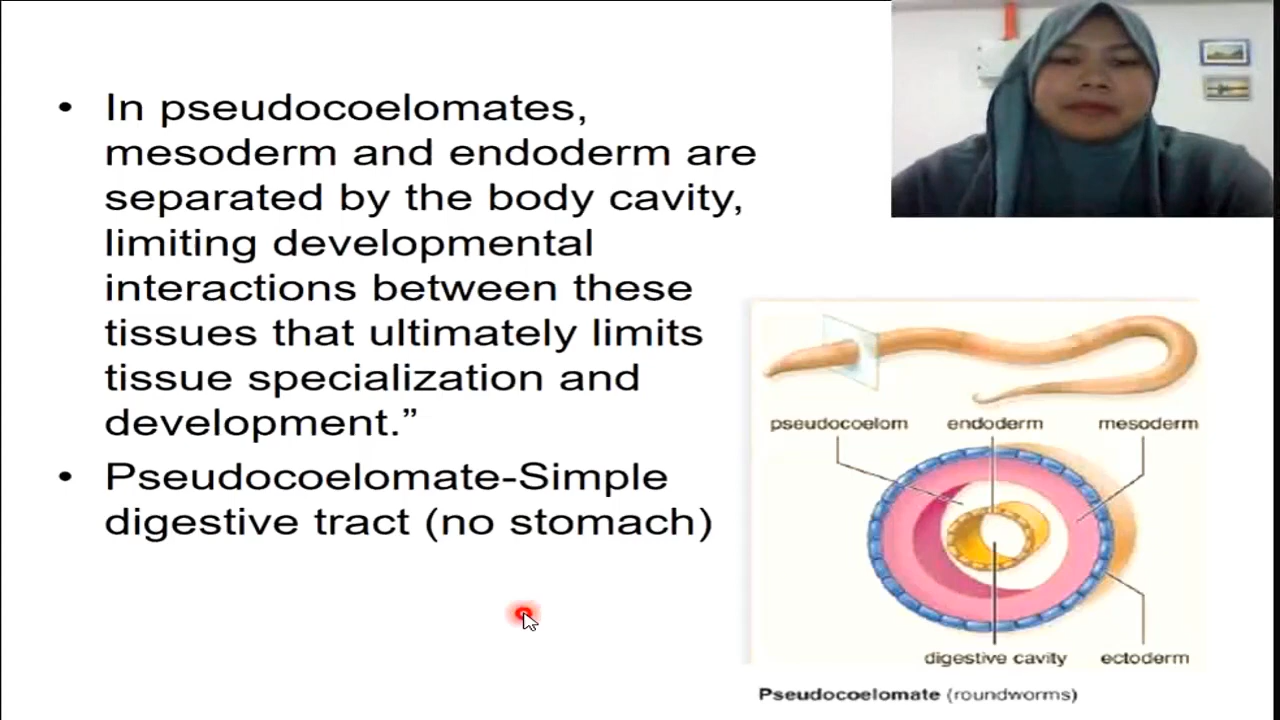 • In pseudocoelomates,
mesoderm and endoderm are
separated by the body cavity,
limiting developmental
interactions between these
tissues that ultimately limits
tissue specialization and
development.”
• Pseudocoelomate-Simple
digestive tract (no stomach)
pseudocoelom endoderm mesoderm
digestive cavity ectoderm
Pseudocoelomate (roundworms)